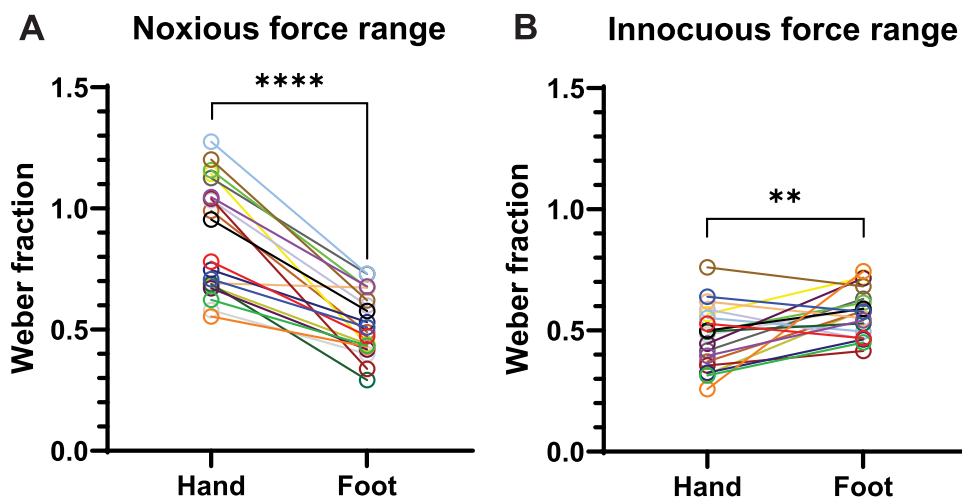 A Noxious force range
1.5
1.0
0.5
0.0
Weber fraction
****
Hand Foot
B Innocuous force range
1.5
1.0
0.5
0.0
Weber fraction
**
Hand Foot